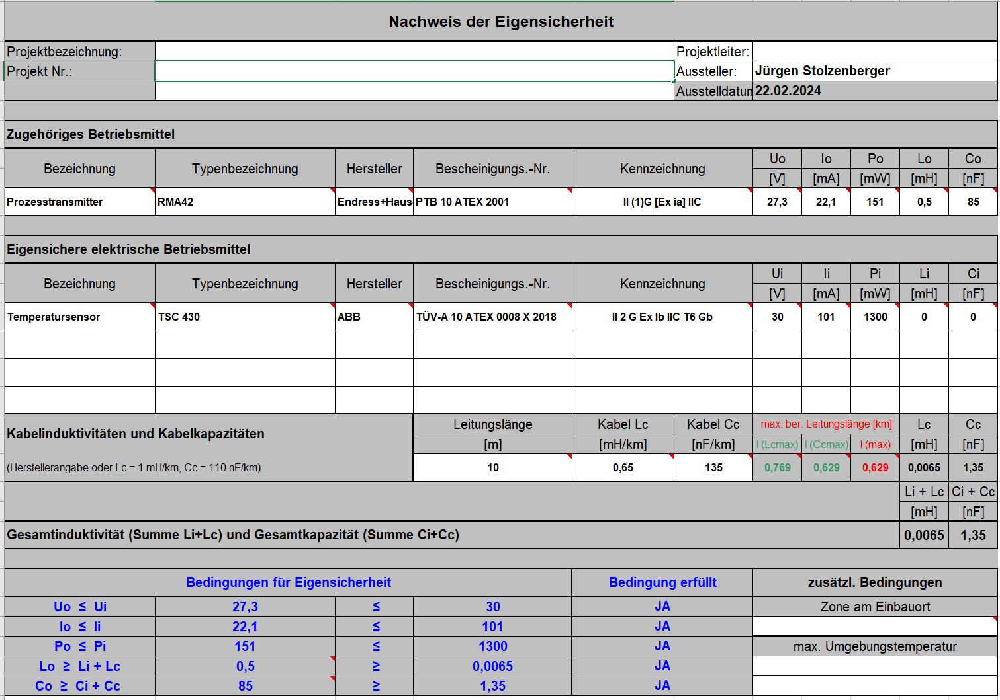 Nachweis der Eigensicherheit
Projektbezeichnung: Projektleiter:
Projekt Nr.: Aussteller: Jürgen Stolzenberger
Ausstelldatun 22.02.2024
Zugehöriges Betriebsmittel
Bezeichnung Typenbezeichnung Hersteller Bescheinigungs.-Nr. Kennzeichnung Uo Io Po Lo Co
[V] [mA] [mW] [mH] [nF]
Prozesstransmitter RMA42 Endress+Haus PTB 10 ATEX 2001 II (1)G [Ex ia] IIC 27,3 22,1 151 0,5 85
Eigensichere elektrische Betriebsmittel
Bezeichnung Typenbezeichnung Hersteller Bescheinigungs.-Nr. Kennzeichnung Ui Ii Pi Li Ci
[V] [mA] [mW] [mH] [nF]
Temperatursensor TSC 430 ABB TÜV-A 10 ATEX 0008 X 2018 II 2 G Ex Ib IIC T6 Gb 30 101 1300 0 0
Kabelinduktivitäten und Kabelkapazitäten Leitungslänge Kabel Lc Kabel Cc max. ber. Leitungslänge [km] Lc Cc
[m] [mH/km] [nF/km] l (Lcmax) l (Ccmax) l (max) [mH] [nF]
(Herstellerangabe oder Lc = 1 mH/km, Cc = 110 nF/km) 10 0,65 135 0,769 0,629 0,629 0,0065 1,35
Li + Lc Ci + Cc
[mH] [nF]
Gesamtinduktivität (Summe Li+Lc) und Gesamtkapazität (Summe Ci+Cc) 0,0065 1,35
Bedingungen für Eigensicherheit Bedingung erfüllt zusätzl. Bedingungen
Uo ≤ Ui 27,3 ≤ 30 JA Zone am Einbauort
Io ≤ Ii 22,1 ≤ 101 JA
Po ≤ Pi 151 ≤ 1300 JA max. Umgebungstemperatur
Lo ≥ Li + Lc 0,5 ≥ 0,0065 JA
Co ≥ Ci + Cc 85 ≥ 1,35 JA